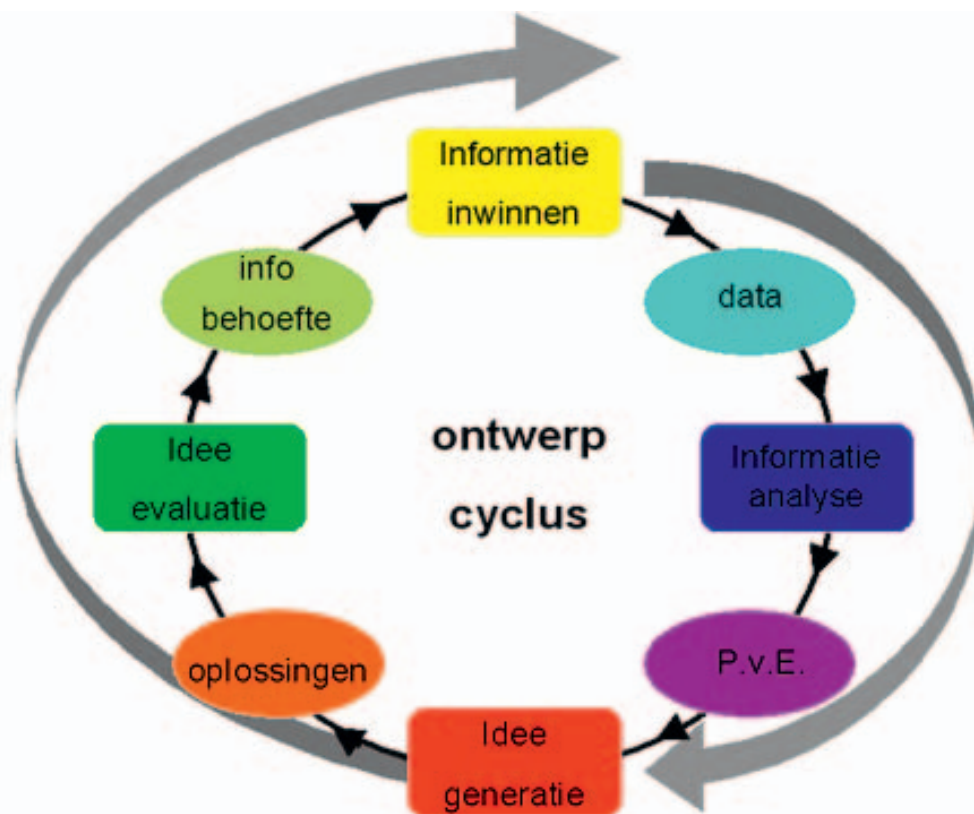 Informatie
inwinnen
data
Informatie
analyse
P.v.E.
Idee
generatie
oplossingen
Idee
evaluatie
info
behoefte
ontwerp
cyclus